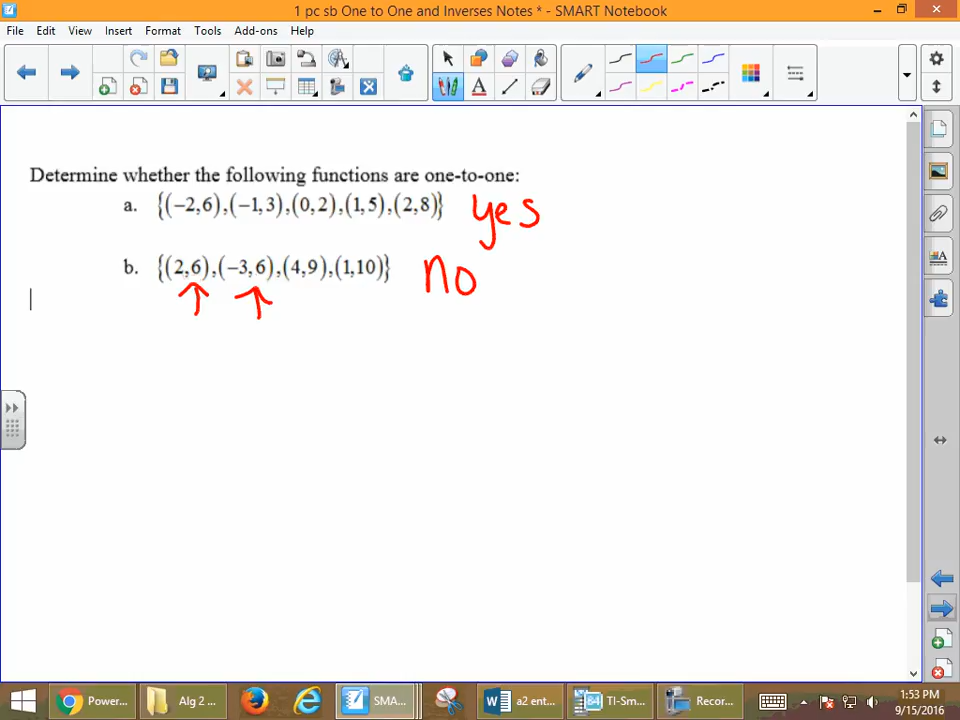 1 pc sb One to One and Inverses Notes * - SMART Notebook
File Edit View Insert Format Tools Add-ons Help
Determine whether the following functions are one-to-one:
a. {(−2,6),(−1,3),(0,2),(1,5),(2,8)} yes
b. {(2,6),(−3,6),(4,9),(1,10)} no
Power... Alg 2 ... SMA... a2 ent... TI-Sm... Recor...
1:53 PM
9/15/2016